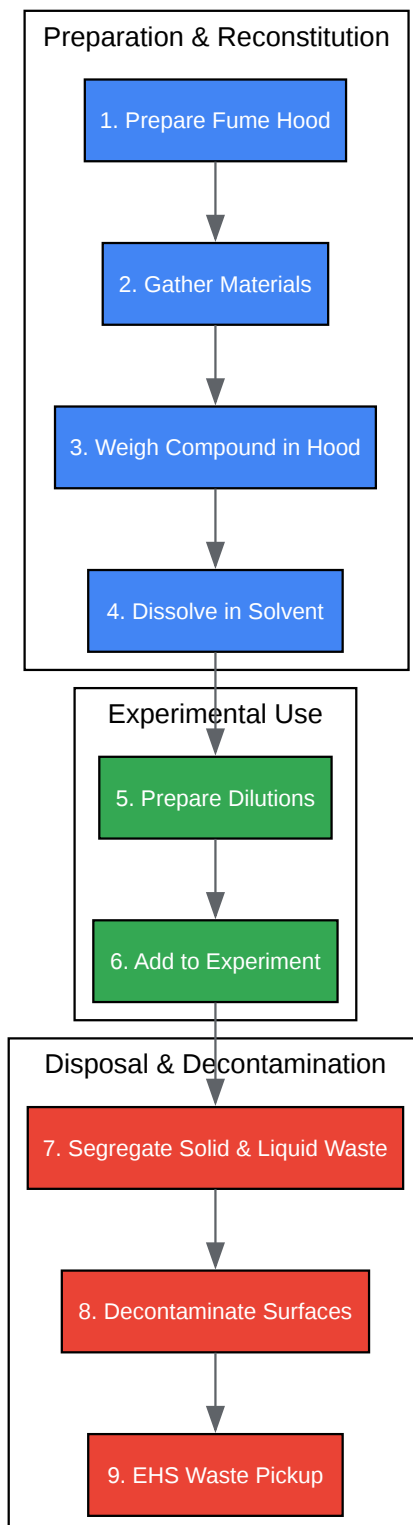 Preparation & Reconstitution
1. Prepare Fume Hood
2. Gather Materials
3. Weigh Compound in Hood
4. Dissolve in Solvent
Experimental Use
5. Prepare Dilutions
6. Add to Experiment
Disposal & Decontamination
7. Segregate Solid & Liquid Waste
8. Decontaminate Surfaces
9. EHS Waste Pickup